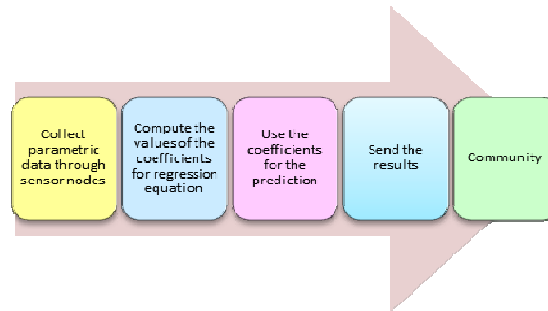 Collect
parametric
data through
sensor nodes
Compute the
values of the
coefficients
for regression
equation
Use the
coefficients
for the
prediction
Send the
results
Community